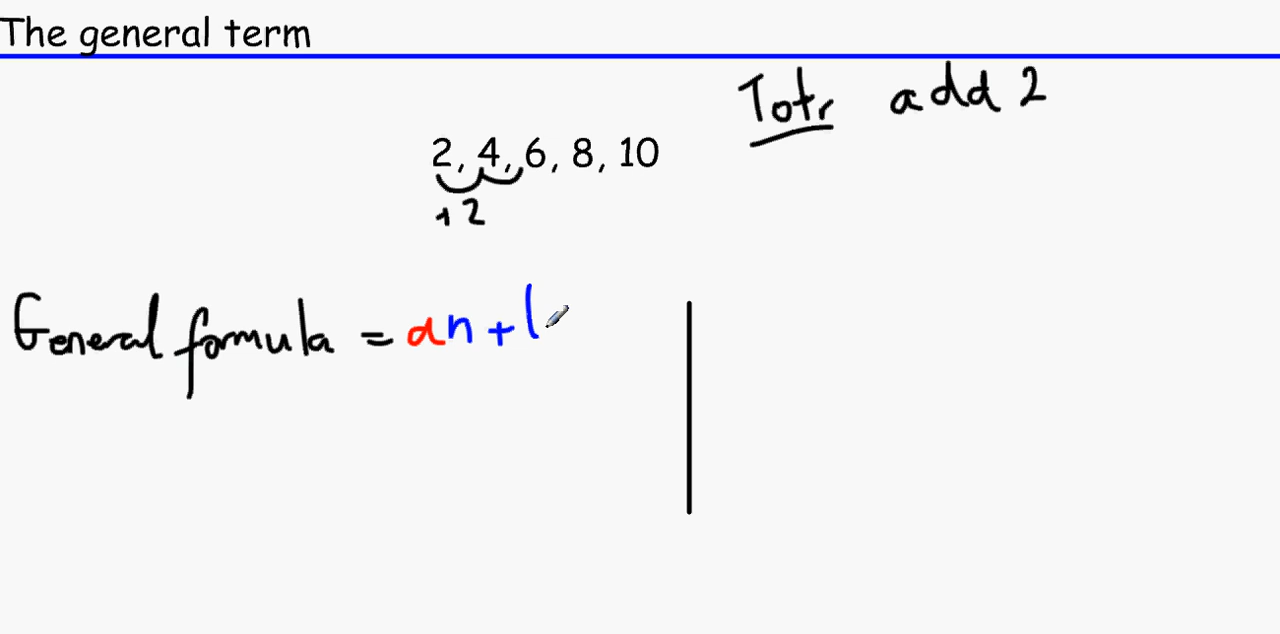 The general term
Totr add 2
2, 4, 6, 8, 10
+2
General formula = an +